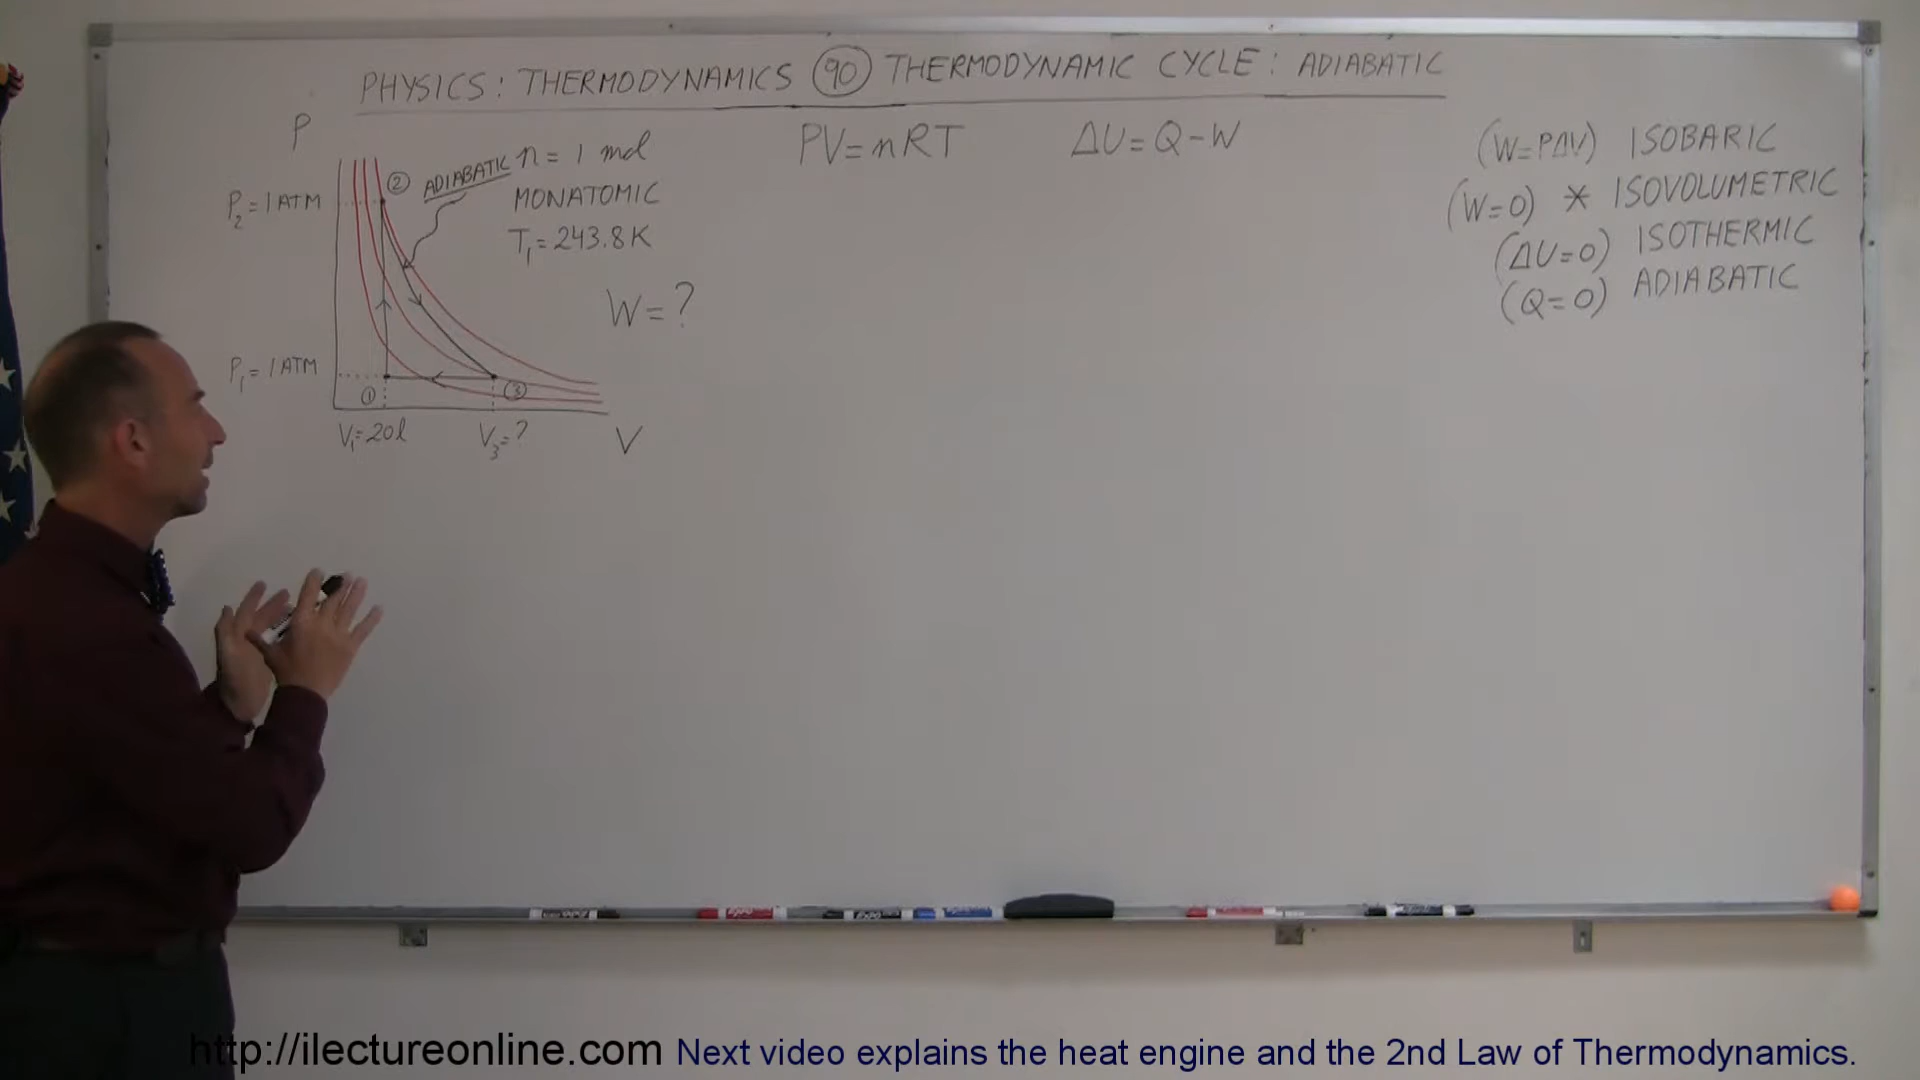 PHYSICS: THERMODYNAMICS 90 THERMODYNAMIC CYCLE: ADIABATIC
P
ADIABATIC n = 1 mol
MONATOMIC
T₁ = 243.8K
W = ?
P₂ = 1 ATM
②
P₁ = 1 ATM
①
③
V₁ = 20l
V₃ = ?
V
PV = nRT
ΔU = Q - W
(W=PΔV) ISOBARIC
(W=0) * ISOVOLUMETRIC
(ΔU=0) ISOTHERMIC
(Q=0) ADIABATIC
http://ilectureonline.com Next video explains the heat engine and the 2nd Law of Thermodynamics.